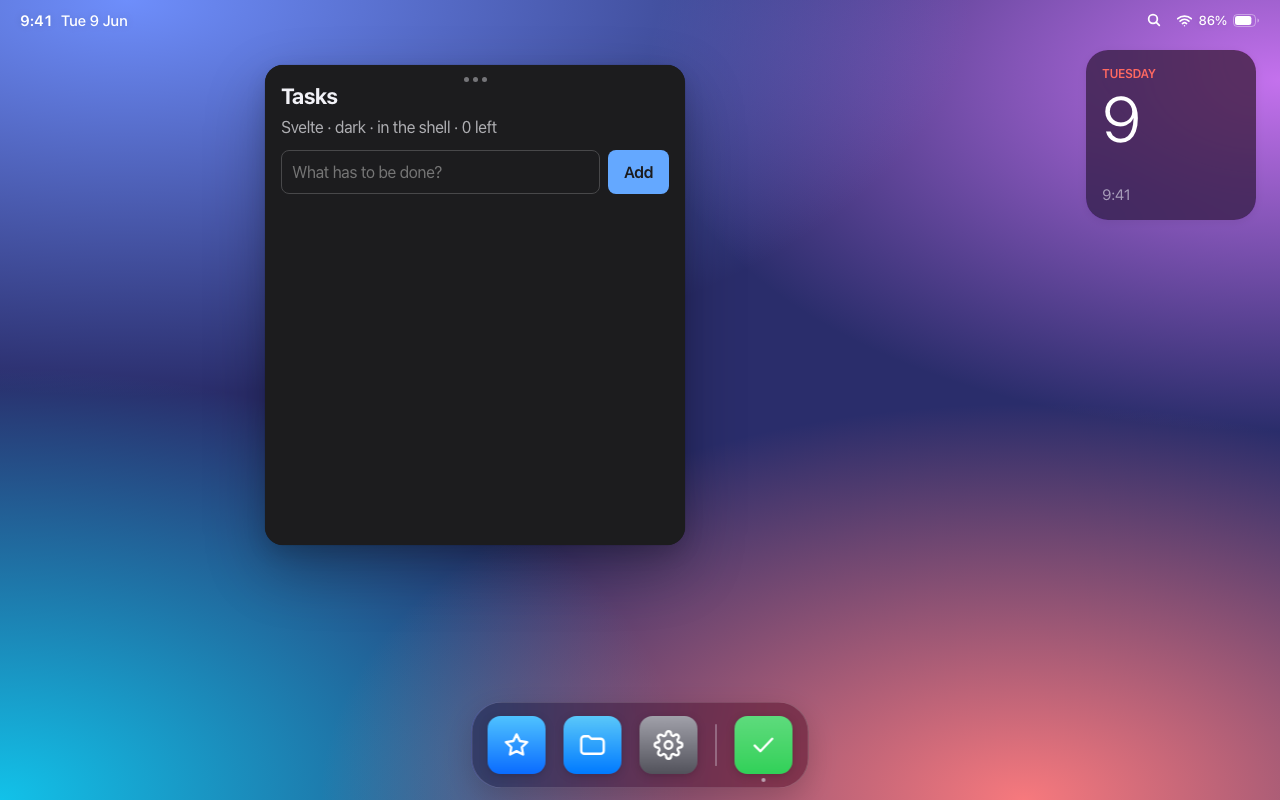 9:41 Tue 9 Jun
86%
Tasks
Svelte · dark · in the shell · 0 left
What has to be done?
Add
TUESDAY
9
9:41